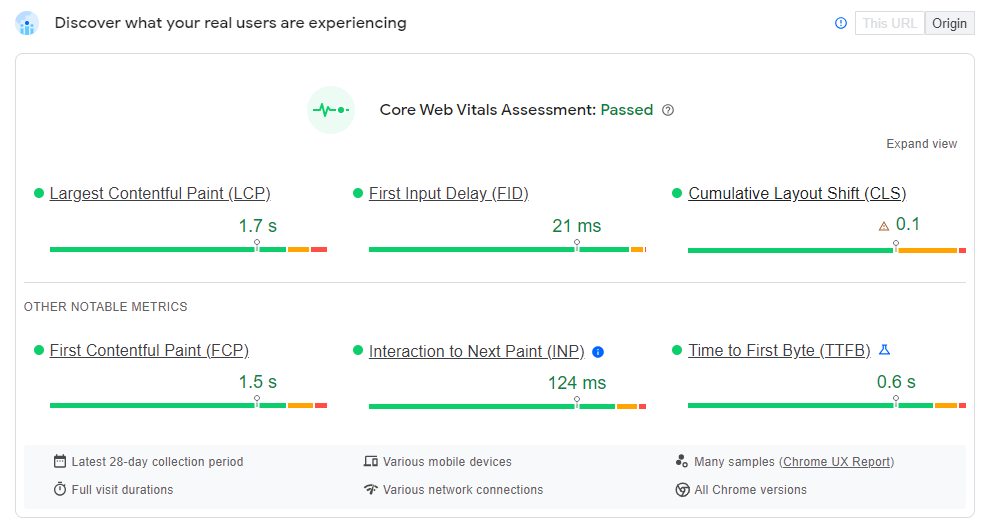 Discover what your real users are experiencing
This URL Origin
Core Web Vitals Assessment: Passed
Expand view
Largest Contentful Paint (LCP)
1.7 s
First Input Delay (FID)
21 ms
Cumulative Layout Shift (CLS)
0.1
OTHER NOTABLE METRICS
First Contentful Paint (FCP)
1.5 s
Interaction to Next Paint (INP)
124 ms
Time to First Byte (TTFB)
0.6 s
Latest 28-day collection period
Various mobile devices
Many samples (Chrome UX Report)
Full visit durations
Various network connections
All Chrome versions